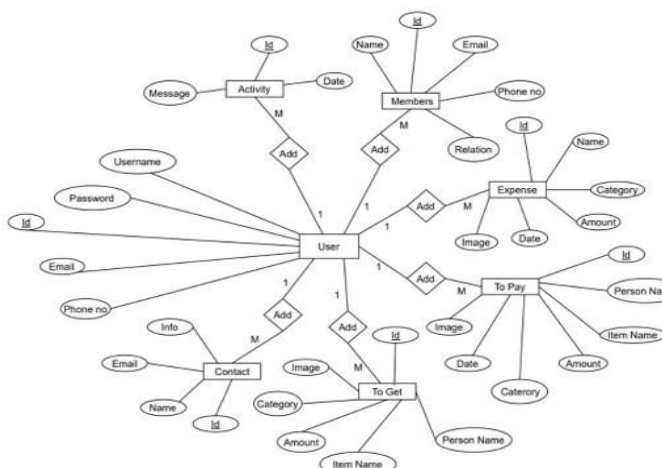 Id
Message
Activity
Date
M
Add
1
Id
Name
Email
Members
Phone no
Relation
M
Add
1
Id
Name
Expense
Category
Amount
Date
Image
M
Add
1
Username
Password
Id
Email
Phone no
User
Id
To Pay
Person Na
Item Name
Amount
Caterory
Date
Image
M
Add
1
1
Add
M
Info
Email
Contact
Name
Id
1
Add
M
Id
Image
To Get
Category
Amount
Item Name
Person Name